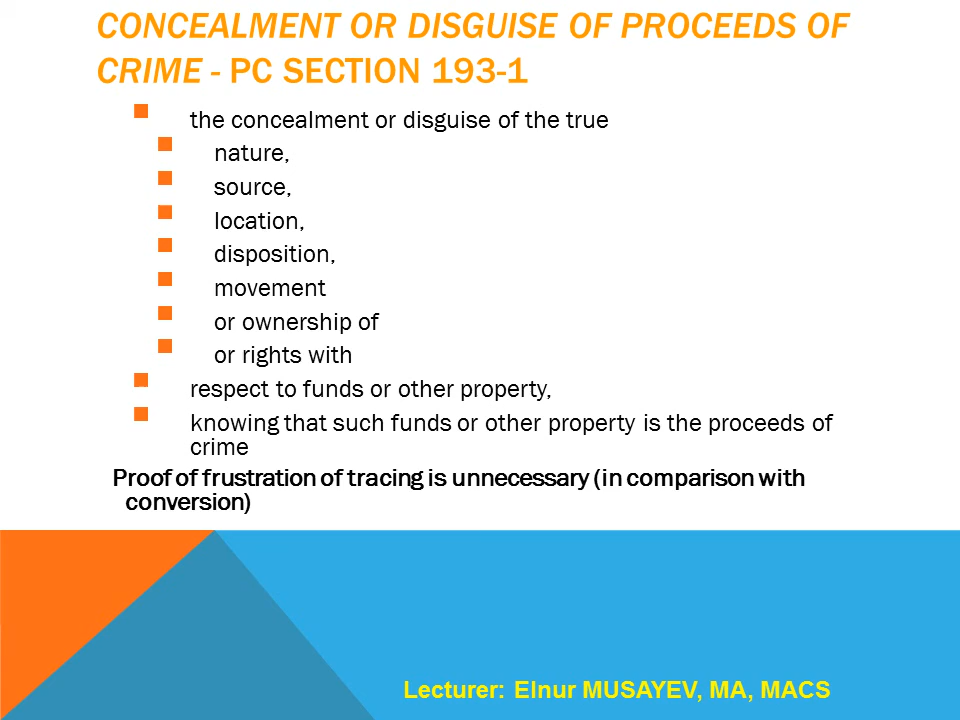 CONCEALMENT OR DISGUISE OF PROCEEDS OF
CRIME - PC SECTION 193-1
the concealment or disguise of the true
nature,
source,
location,
disposition,
movement
or ownership of
or rights with
respect to funds or other property,
knowing that such funds or other property is the proceeds of
crime
Proof of frustration of tracing is unnecessary (in comparison with
conversion)
Lecturer: Elnur MUSAYEV, MA, MACS